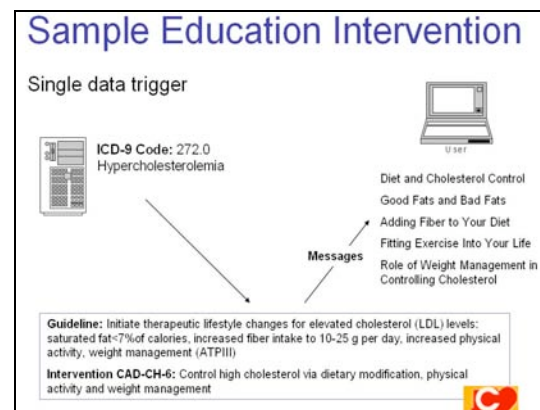 Sample Education Intervention
Single data trigger
ICD-9 Code: 272.0
Hypercholesterolemia
User
Diet and Cholesterol Control
Good Fats and Bad Fats
Adding Fiber to Your Diet
Fitting Exercise Into Your Life
Role of Weight Management in
Controlling Cholesterol
Messages
Guideline: Initiate therapeutic lifestyle changes for elevated cholesterol (LDL) levels:
saturated fat<7%of calories, increased fiber intake to 10-25 g per day, increased physical
activity, weight management (ATPIII)
Intervention CAD-CH-6: Control high cholesterol via dietary modification, physical
activity and weight management
C